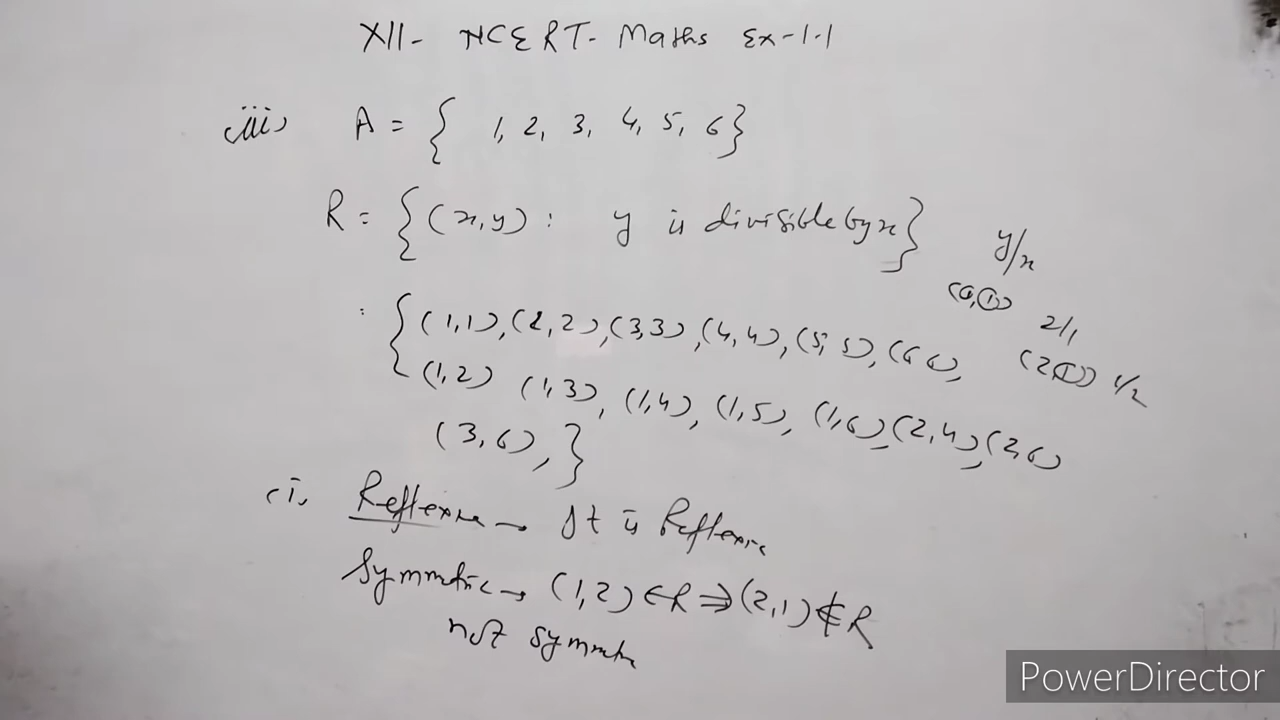 XII- NCERT- Maths Ex-1.1
(iii) A = { 1, 2, 3, 4, 5, 6}
R = {(x,y) : y is divisible by x} y/x
: {(1,1),(2,2),(3,3),(4,4),(5,5),(6 6), 2/1
(2 1) 1/2
(1,2) (1,3), (1,4), (1,5), (1,6),(2,4),(2,6)
(3,6), }
(i) Reflexive → It is Reflexive
Symmetric → (1,2) ∈ R ⇒ (2,1) ∉ R
not symmetric
PowerDirector